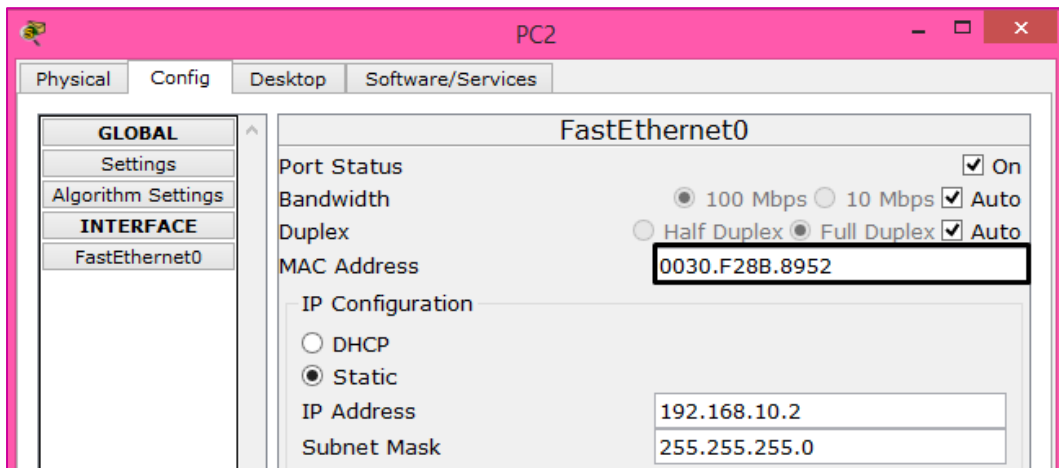 PC2
Physical Config Desktop Software/Services
GLOBAL
Settings
Algorithm Settings
INTERFACE
FastEthernet0
FastEthernet0
Port Status On
Bandwidth 100 Mbps 10 Mbps Auto
Duplex Half Duplex Full Duplex Auto
MAC Address 0030.F28B.8952
IP Configuration
DHCP
Static
IP Address 192.168.10.2
Subnet Mask 255.255.255.0